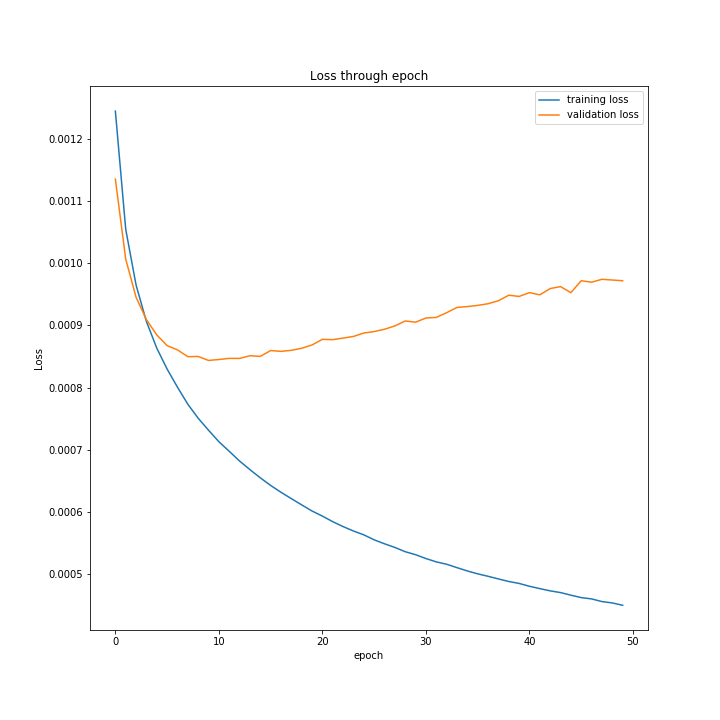 Loss through epoch
training loss
validation loss
0.0012
0.0011
0.0010
0.0009
0.0008
0.0007
0.0006
0.0005
Loss
0
10
20
30
40
50
epoch